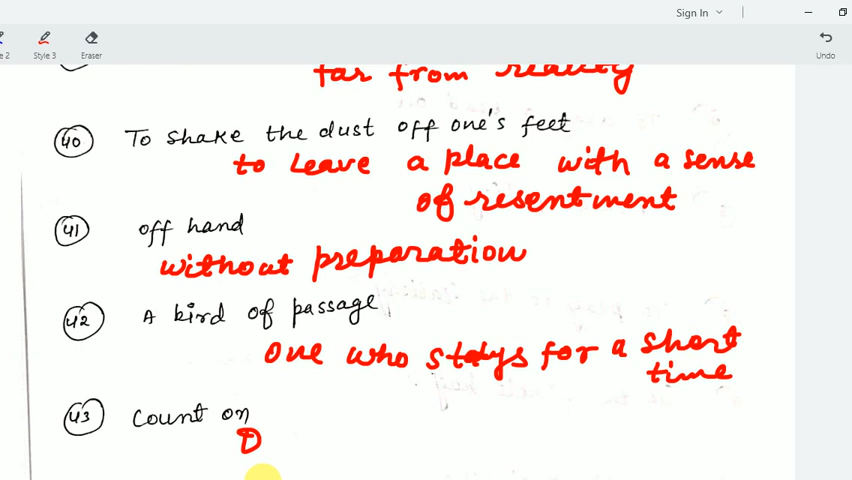 Sign In
Style 3
Eraser
Undo
far from reality
40 To shake the dust off one's feet
to leave a place with a sense
of resentment
41 off hand
without preparation
42 A bird of passage
one who stays for a short
time
43 count on
D